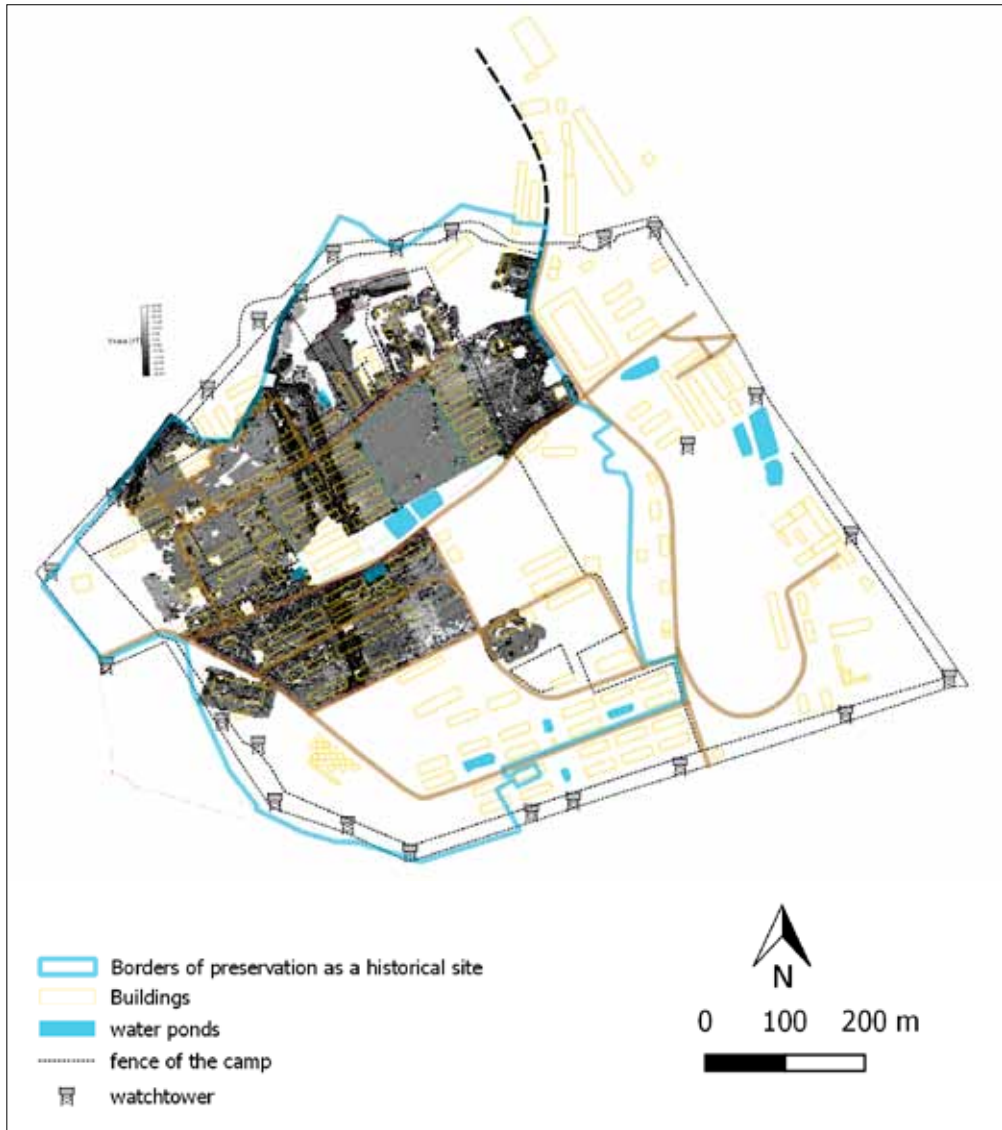 Borders of preservation as a historical site
Buildings
water ponds
fence of the camp
watchtower
N
0 100 200 m